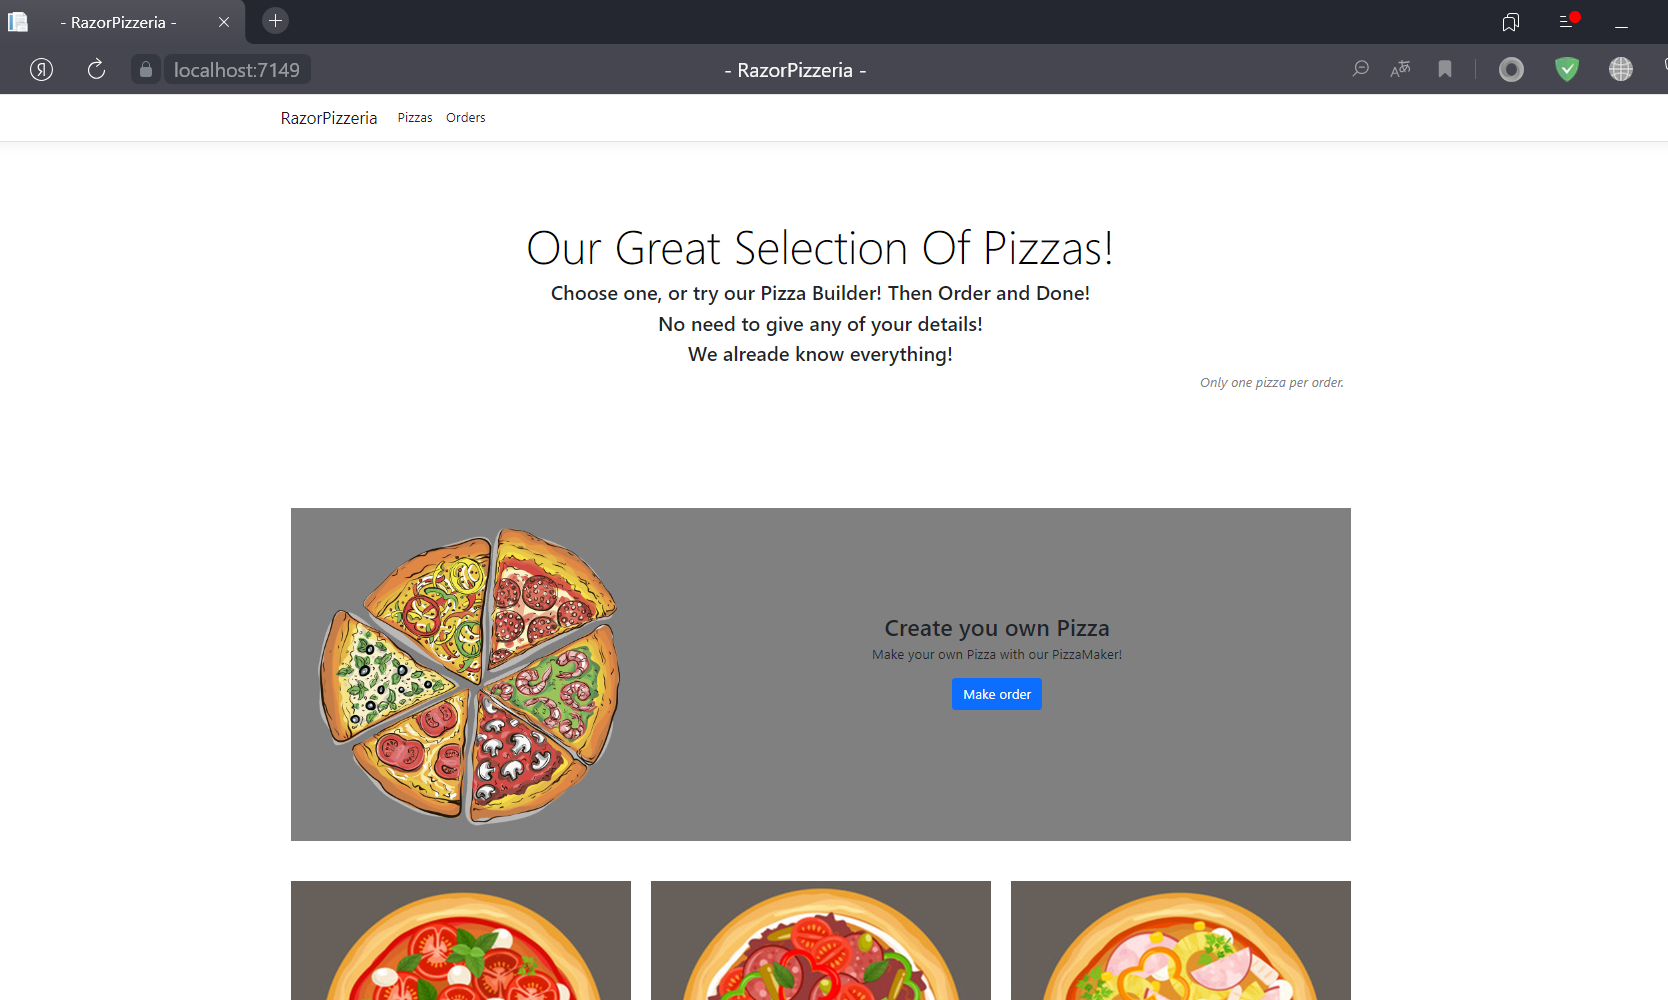 - RazorPizzeria -
localhost:7149
- RazorPizzeria -
RazorPizzeria Pizzas Orders
Our Great Selection Of Pizzas!
Choose one, or try our Pizza Builder! Then Order and Done!
No need to give any of your details!
We alreade know everything!
Only one pizza per order.
Create you own Pizza
Make your own Pizza with our PizzaMaker!
Make order